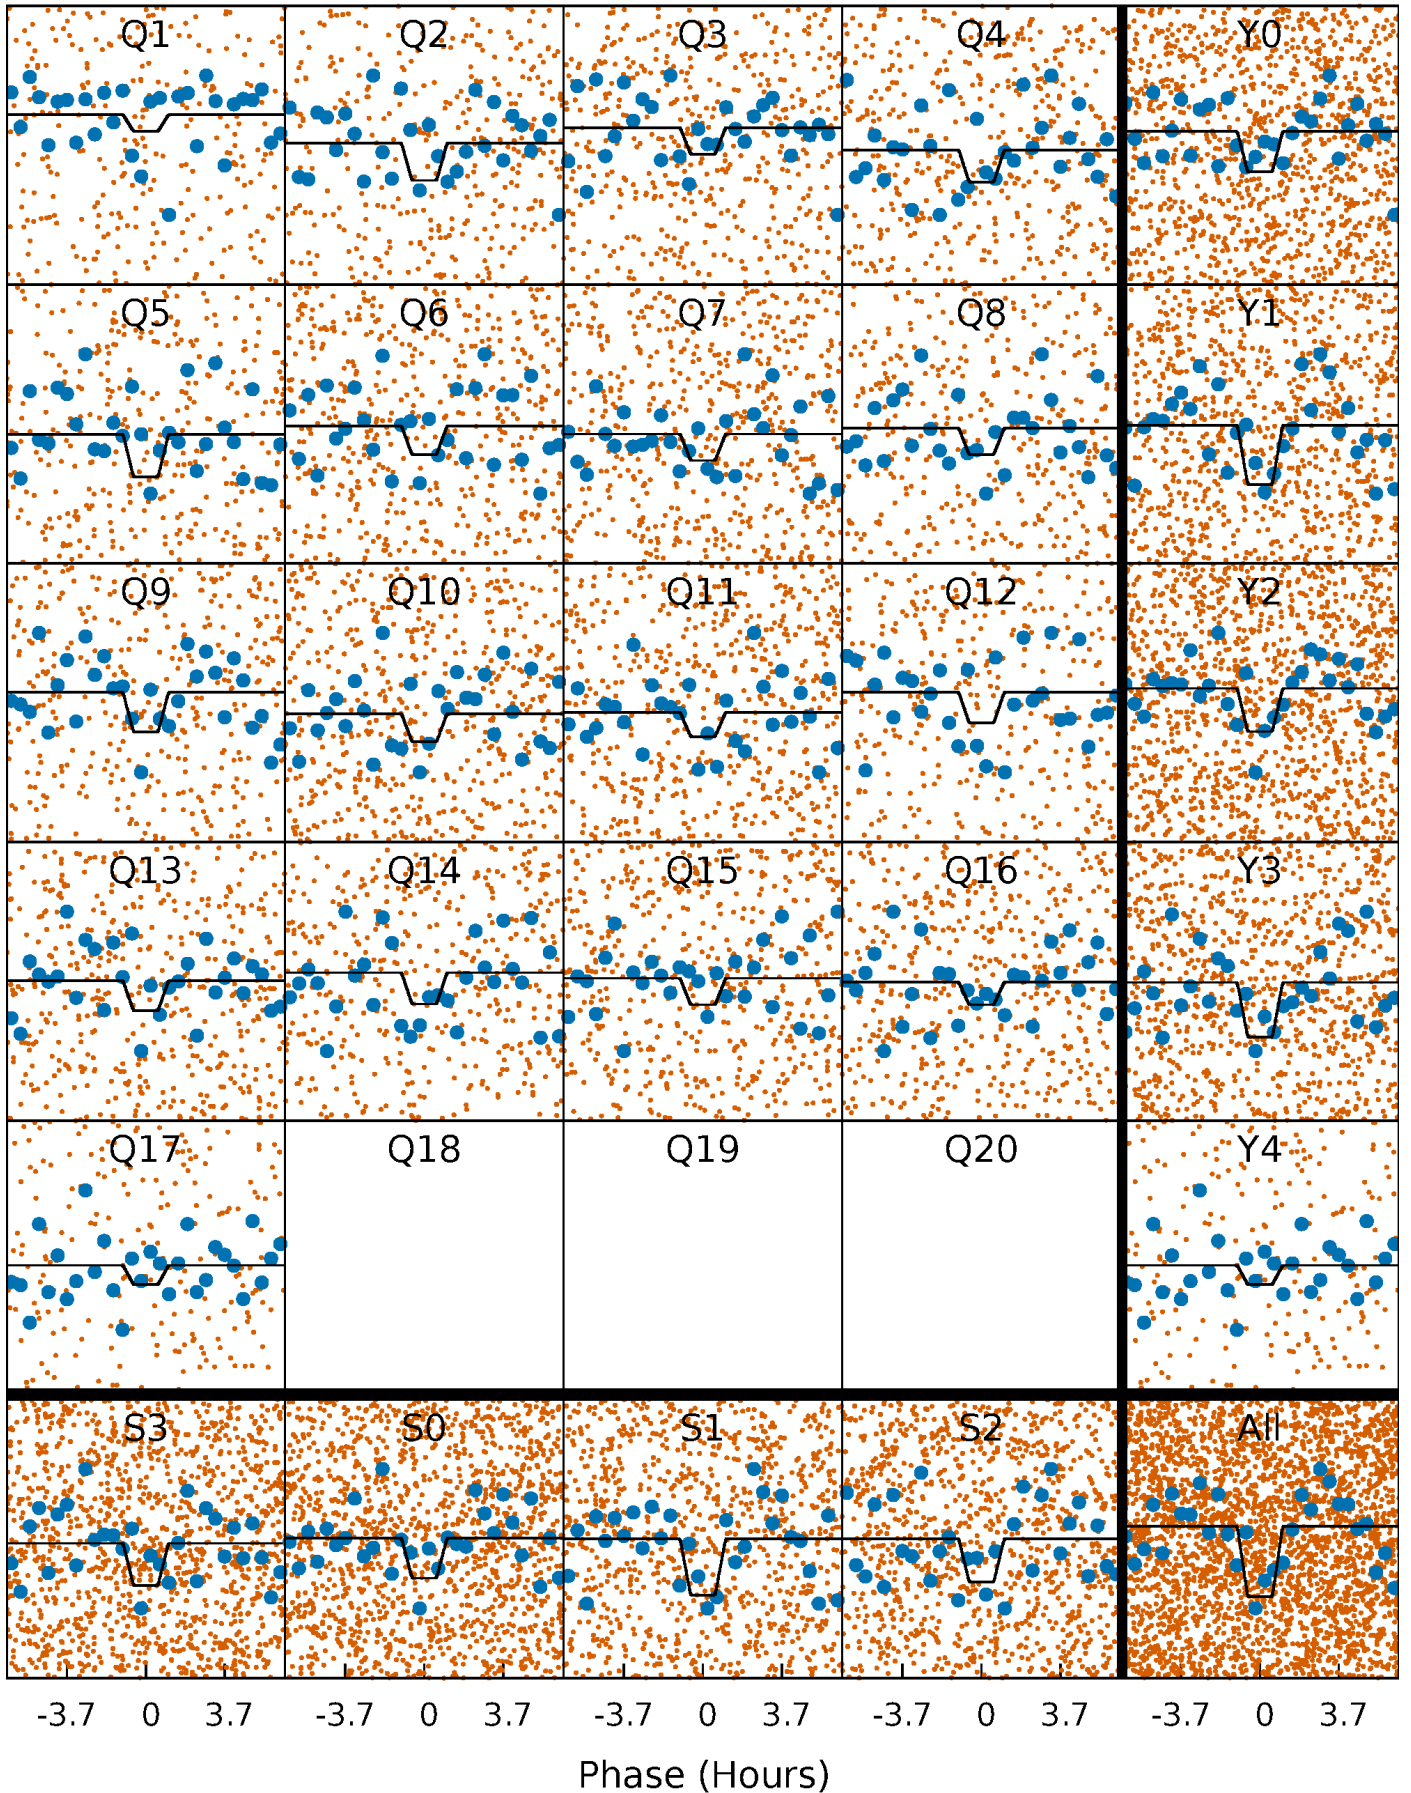 Q1 Q2 Q3 Q4 Y0
Q5 Q6 Q7 Q8 Y1
Q9 Q10 Q11 Q12 Y2
Q13 Q14 Q15 Q16 Y3
Q17 Q18 Q19 Q20 Y4
S3 S0 S1 S2 All
-3.7 0 3.7 -3.7 0 3.7 -3.7 0 3.7 -3.7 0 3.7 -3.7 0 3.7
Phase (Hours)